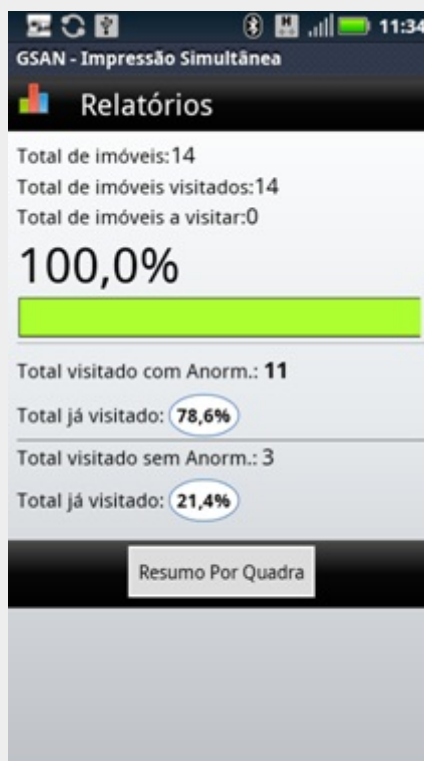 11:34
GSAN - Impressão Simultânea
Relatórios
Total de imóveis:14
Total de imóveis visitados:14
Total de imóveis a visitar:0
100,0%
Total visitado com Anorm.: 11
Total já visitado: 78,6%
Total visitado sem Anorm.: 3
Total já visitado: 21,4%
Resumo Por Quadra